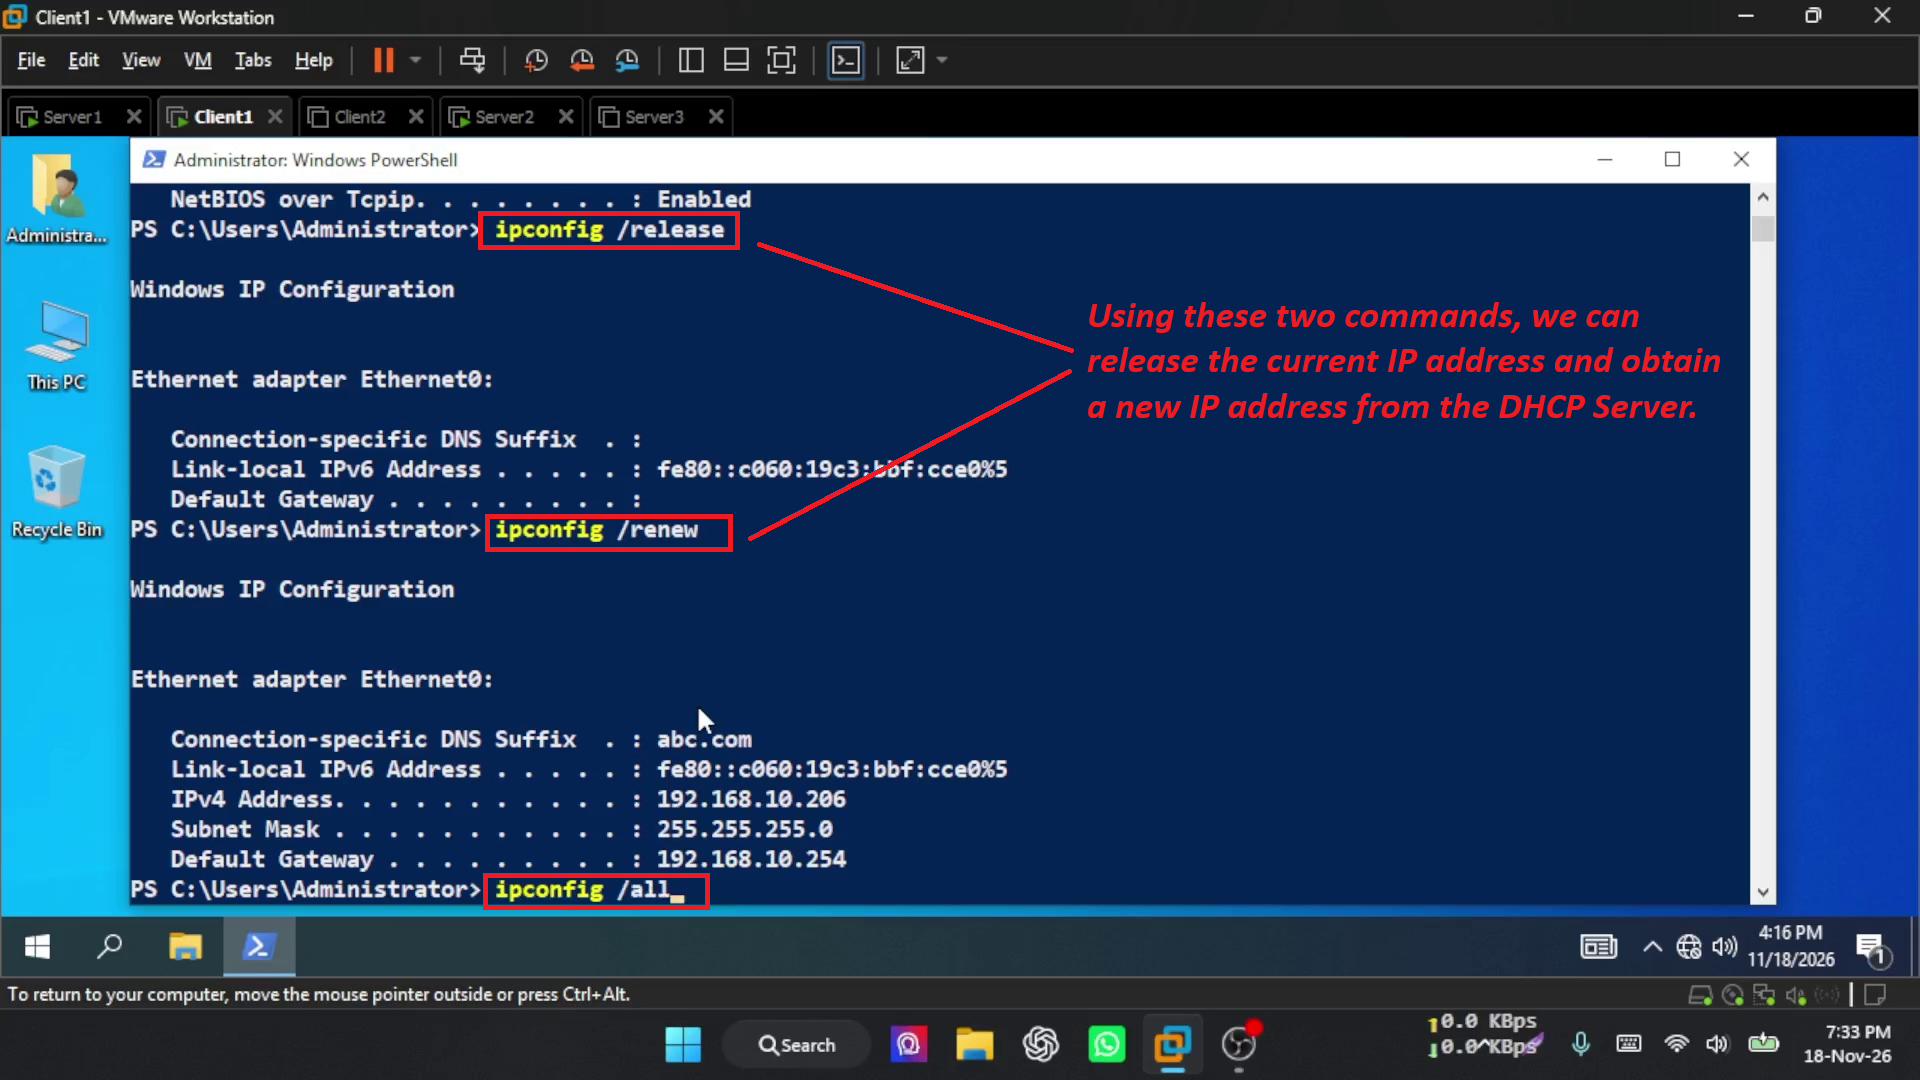 Client1 - VMware Workstation
File Edit View VM Tabs Help
Server1 Client1 Client2 Server2 Server3
Administrator: Windows PowerShell
NetBIOS over Tcpip. . . . . . . . : Enabled
PS C:\Users\Administrator> ipconfig /release
Windows IP Configuration
Ethernet adapter Ethernet0:
Connection-specific DNS Suffix . :
Link-local IPv6 Address . . . . . : fe80::c060:19c3:bbf:cce0%5
Default Gateway . . . . . . . . . :
PS C:\Users\Administrator> ipconfig /renew
Windows IP Configuration
Ethernet adapter Ethernet0:
Connection-specific DNS Suffix . : abc.com
Link-local IPv6 Address . . . . . : fe80::c060:19c3:bbf:cce0%5
IPv4 Address. . . . . . . . . . . : 192.168.10.206
Subnet Mask . . . . . . . . . . . : 255.255.255.0
Default Gateway . . . . . . . . . : 192.168.10.254
PS C:\Users\Administrator> ipconfig /all_
Using these two commands, we can
release the current IP address and obtain
a new IP address from the DHCP Server.
Administra...
This PC
Recycle Bin
4:16 PM
11/18/2026
1
To return to your computer, move the mouse pointer outside or press Ctrl+Alt.
Search
0.0 KBps
0.0 KBps
7:33 PM
18-Nov-26